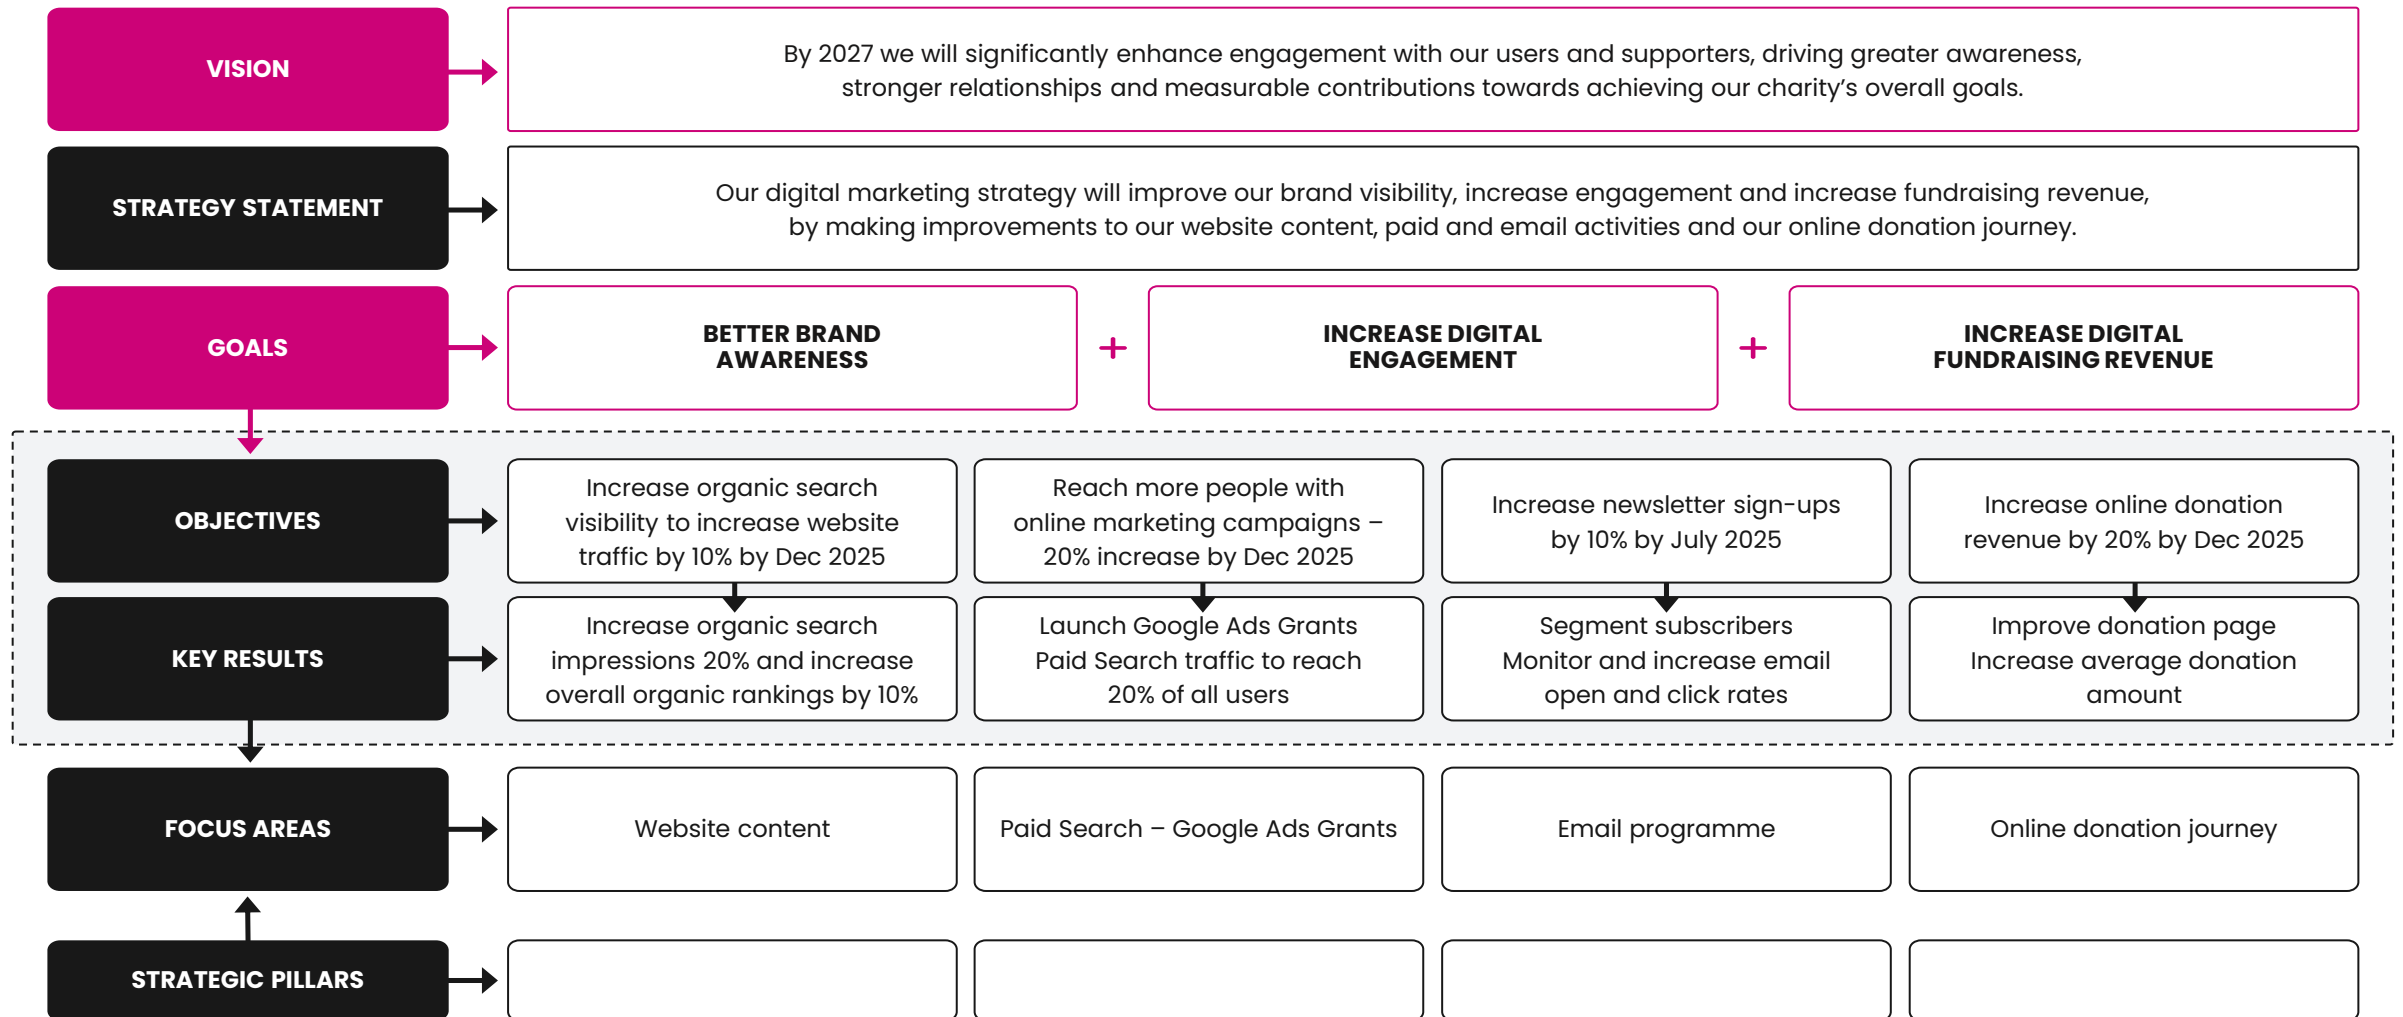 VISION
By 2027 we will significantly enhance engagement with our users and supporters, driving greater awareness,
stronger relationships and measurable contributions towards achieving our charity’s overall goals.
STRATEGY STATEMENT
Our digital marketing strategy will improve our brand visibility, increase engagement and increase fundraising revenue,
by making improvements to our website content, paid and email activities and our online donation journey.
GOALS
BETTER BRAND
AWARENESS
+
INCREASE DIGITAL
ENGAGEMENT
+
INCREASE DIGITAL
FUNDRAISING REVENUE
OBJECTIVES
Increase organic search
visibility to increase website
traffic by 10% by Dec 2025
Reach more people with
online marketing campaigns –
20% increase by Dec 2025
Increase newsletter sign-ups
by 10% by July 2025
Increase online donation
revenue by 20% by Dec 2025
KEY RESULTS
Increase organic search
impressions 20% and increase
overall organic rankings by 10%
Launch Google Ads Grants
Paid Search traffic to reach
20% of all users
Segment subscribers
Monitor and increase email
open and click rates
Improve donation page
Increase average donation
amount
FOCUS AREAS
Website content
Paid Search – Google Ads Grants
Email programme
Online donation journey
STRATEGIC PILLARS